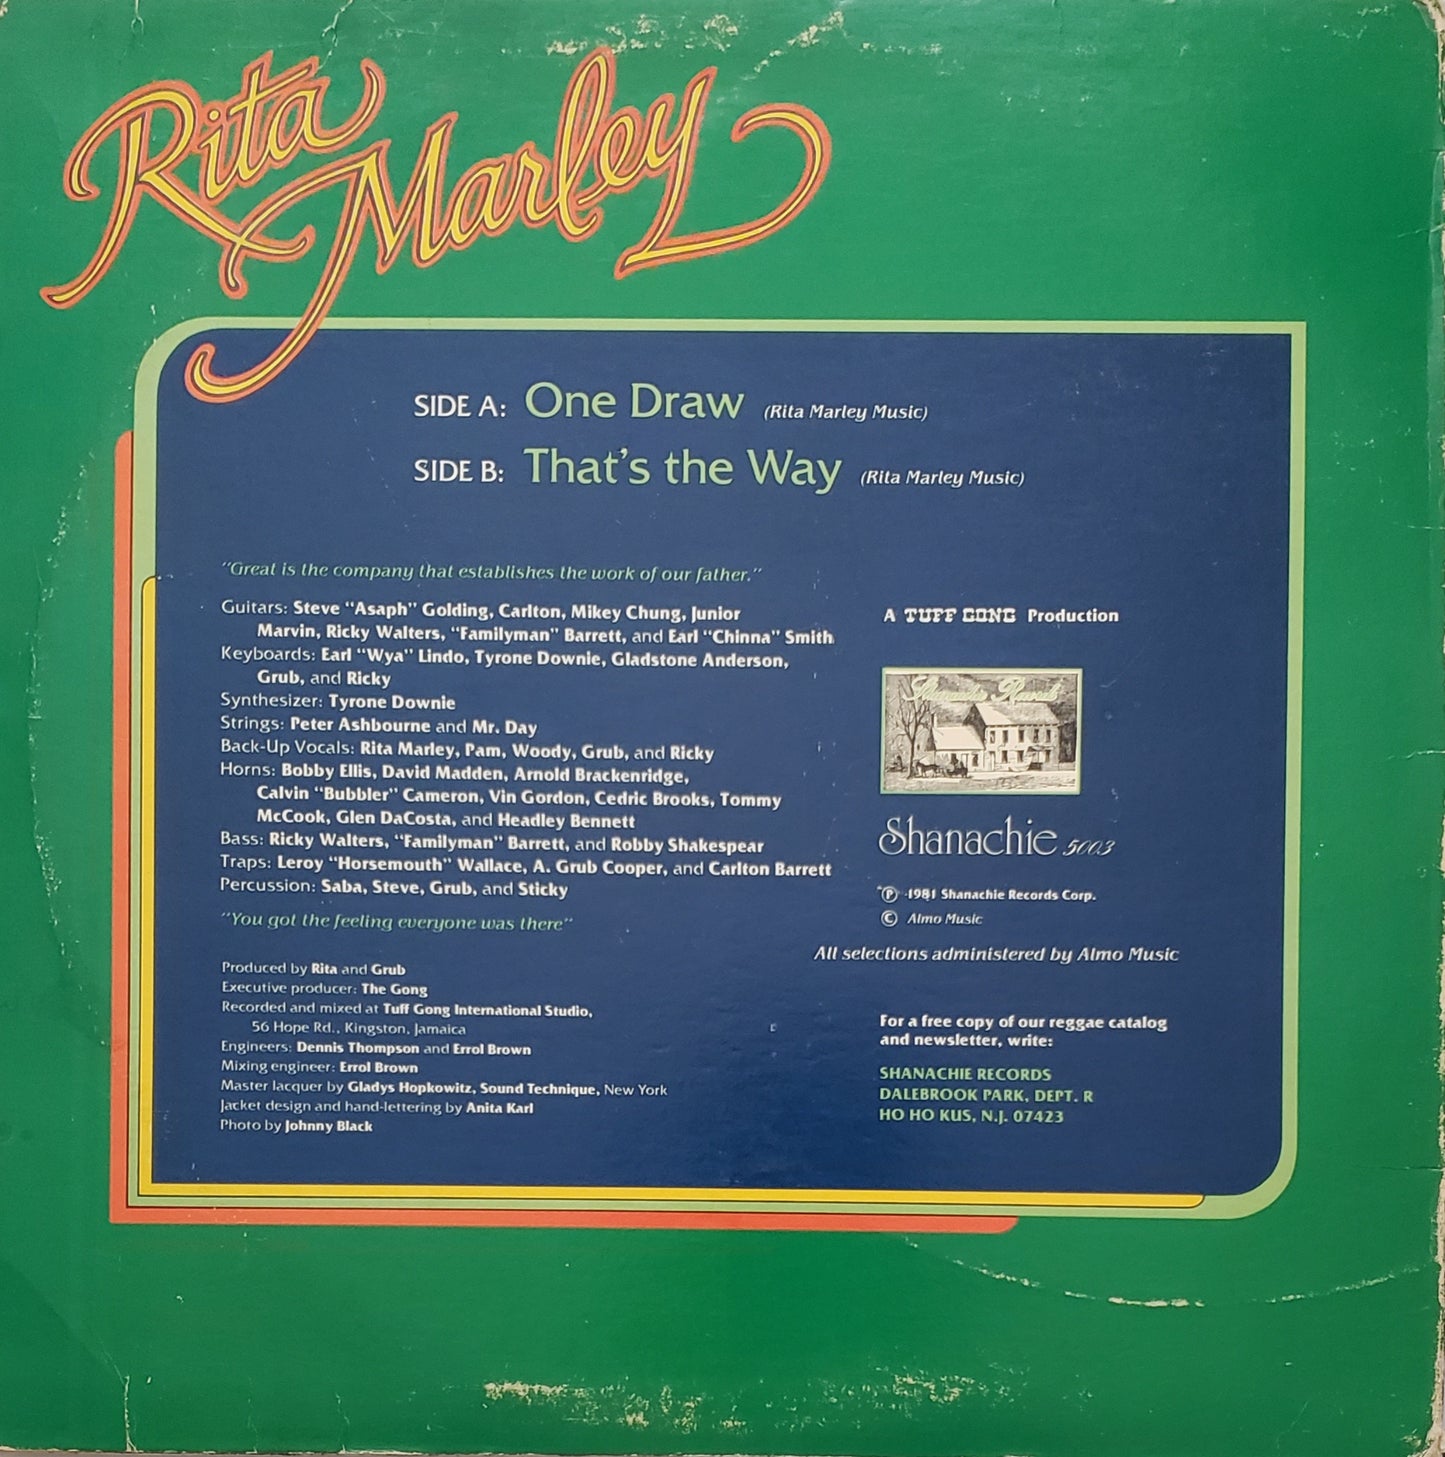 Rita
Marley
SIDE A: One Draw (Rita Marley Music)
SIDE B: That's the Way (Rita Marley Music)
"Great is the company that establishes the work of our father."
Guitars: Steve "Asaph" Golding, Carlton, Mikey Chung, Junior
Marvin, Ricky Walters, "Familyman" Barrett, and Earl "Chinna" Smith
Keyboards: Earl "Wya" Lindo, Tyrone Downie, Gladstone Anderson,
Grub, and Ricky
Synthesizer: Tyrone Downie
Strings: Peter Ashbourne and Mr. Day
Back-Up Vocals: Rita Marley, Pam, Woody, Grub, and Ricky
Horns: Bobby Ellis, David Madden, Arnold Brackenridge,
Calvin "Bubbler" Cameron, Vin Gordon, Cedric Brooks, Tommy
McCook, Glen DaCosta, and Headley Bennett
Bass: Ricky Walters, "Familyman" Barrett, and Robby Shakespear
Traps: Leroy "Horsemouth" Wallace, A. Grub Cooper, and Carlton Barrett
Percussion: Saba, Steve, Grub, and Sticky
"You got the feeling everyone was there"
Produced by Rita and Grub
Executive producer: The Gong
Recorded and mixed at Tuff Gong International Studio,
56 Hope Rd., Kingston, Jamaica
Engineers: Dennis Thompson and Errol Brown
Mixing engineer: Errol Brown
Master lacquer by Gladys Hopkowitz, Sound Technique, New York
Jacket design and hand-lettering by Anita Karl
Photo by Johnny Black
A TUFF GONG Production
Shanachie Records
Shanachie 5003
℗ 1981 Shanachie Records Corp.
© Almo Music
All selections administered by Almo Music
For a free copy of our reggae catalog
and newsletter, write:
SHANACHIE RECORDS
DALEBROOK PARK, DEPT. R
HO HO KUS, N.J. 07423